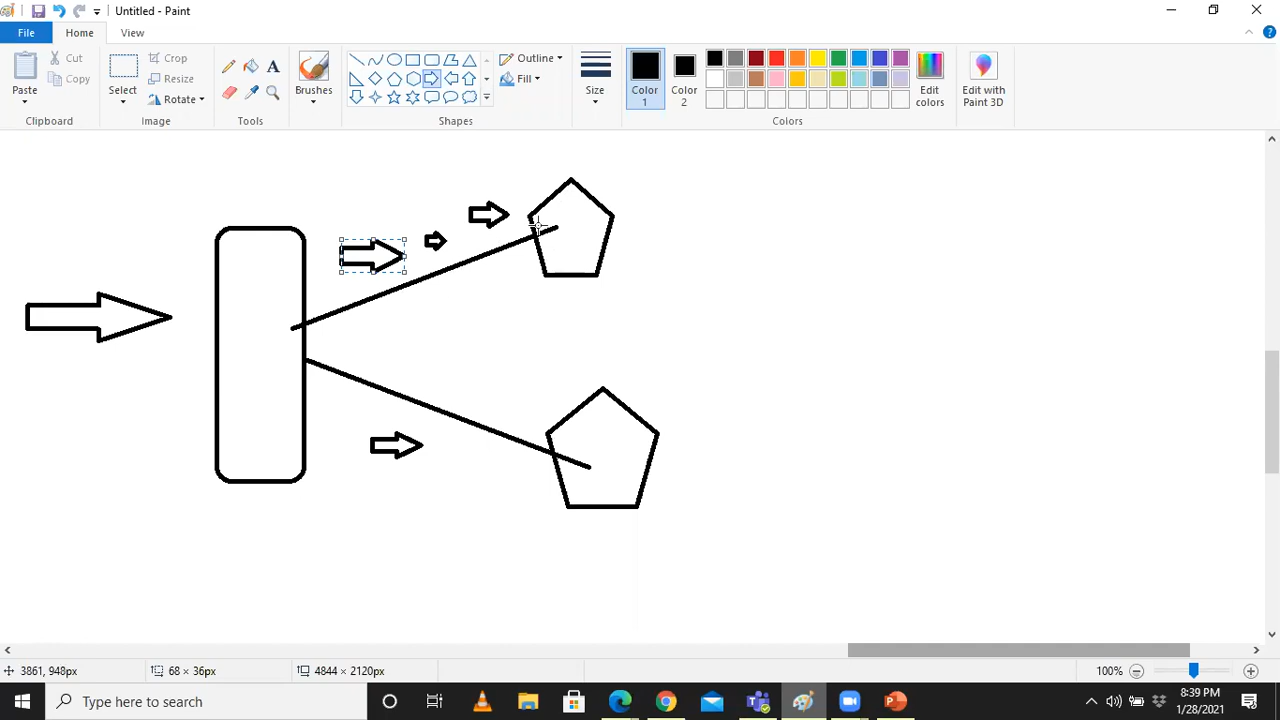 Untitled - Paint
File
Home
View
Paste
Cut
Copy
Clipboard
Select
Crop
Resize
Rotate
Image
A
Tools
Brushes
Outline
Fill
Shapes
Size
Color 1
Color 2
Edit colors
Colors
Edit with Paint 3D
3861, 948px
68 × 36px
4844 × 2120px
100%
Type here to search
8:39 PM
1/28/2021